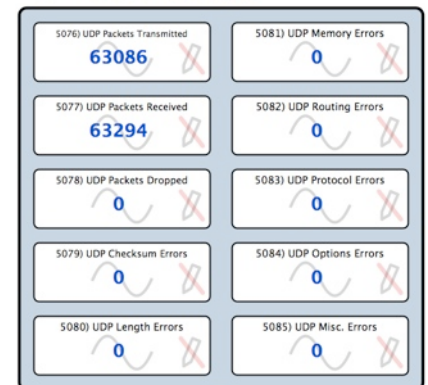 5076) UDP Packets Transmitted
63086
5077) UDP Packets Received
63294
5078) UDP Packets Dropped
0
5079) UDP Checksum Errors
0
5080) UDP Length Errors
0
5081) UDP Memory Errors
0
5082) UDP Routing Errors
0
5083) UDP Protocol Errors
0
5084) UDP Options Errors
0
5085) UDP Misc. Errors
0